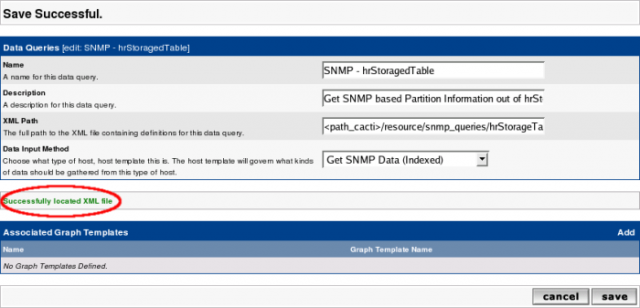 Save Successful.
Data Queries [edit: SNMP - hrStoragedTable]
Name
A name for this data query.
SNMP - hrStoragedTable
Description
A description for this data query.
Get SNMP based Partition Information out of hrSt
XML Path
The full path to the XML file containing definitions for this data query.
<path_cacti>/resource/snmp_queries/hrStorageTa
Data Input Method
Choose what type of host, host template this is. The host template will govern what kinds
of data should be gathered from this type of host.
Get SNMP Data (Indexed)
Successfully located XML file
Associated Graph Templates
Add
Name
Graph Template Name
No Graph Templates Defined.
cancel
save